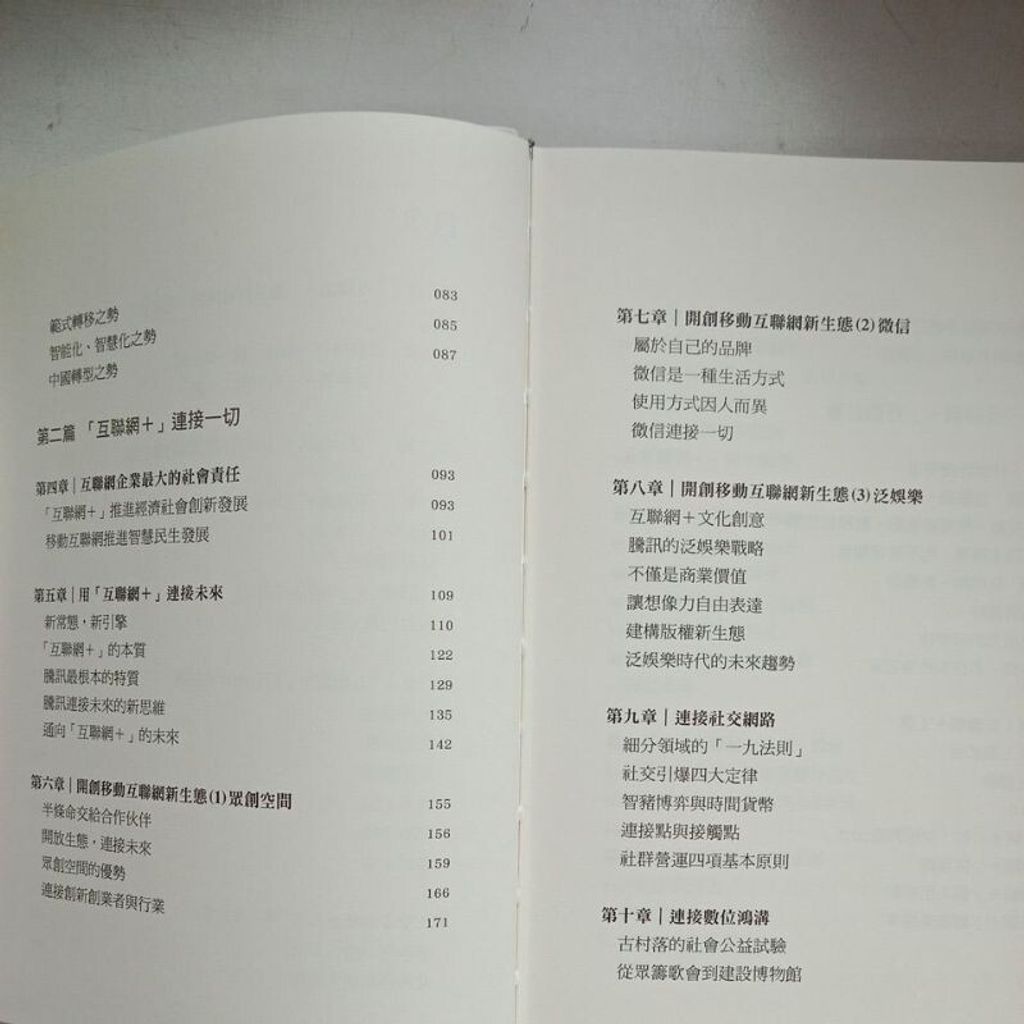 範式轉移之勢 083
智能化、智慧化之勢 085
中國轉型之勢 087
第二篇 「互聯網＋」連接一切
第四章｜互聯網企業最大的社會責任 093
「互聯網＋」推進經濟社會創新發展 093
移動互聯網推進智慧民生發展 101
第五章｜用「互聯網＋」連接未來 109
新常態，新引擎 110
「互聯網＋」的本質 122
騰訊最根本的特質 129
騰訊連接未來的新思維 135
通向「互聯網＋」的未來 142
第六章｜開創移動互聯網新生態(1)眾創空間 155
半條命交給合作伙伴 156
開放生態，連接未來 159
眾創空間的優勢 166
連接創新創業者與行業 171
第七章｜開創移動互聯網新生態(2)微信
屬於自己的品牌
微信是一種生活方式
使用方式因人而異
微信連接一切
第八章｜開創移動互聯網新生態(3)泛娛樂
互聯網＋文化創意
騰訊的泛娛樂戰略
不僅是商業價值
讓想像力自由表達
建構版權新生態
泛娛樂時代的未來趨勢
第九章｜連接社交網路
細分領域的「一九法則」
社交引爆四大定律
智豬博弈與時間貨幣
連接點與接觸點
社群營運四項基本原則
第十章｜連接數位鴻溝
古村落的社會公益試驗
從眾籌歌會到建設博物館